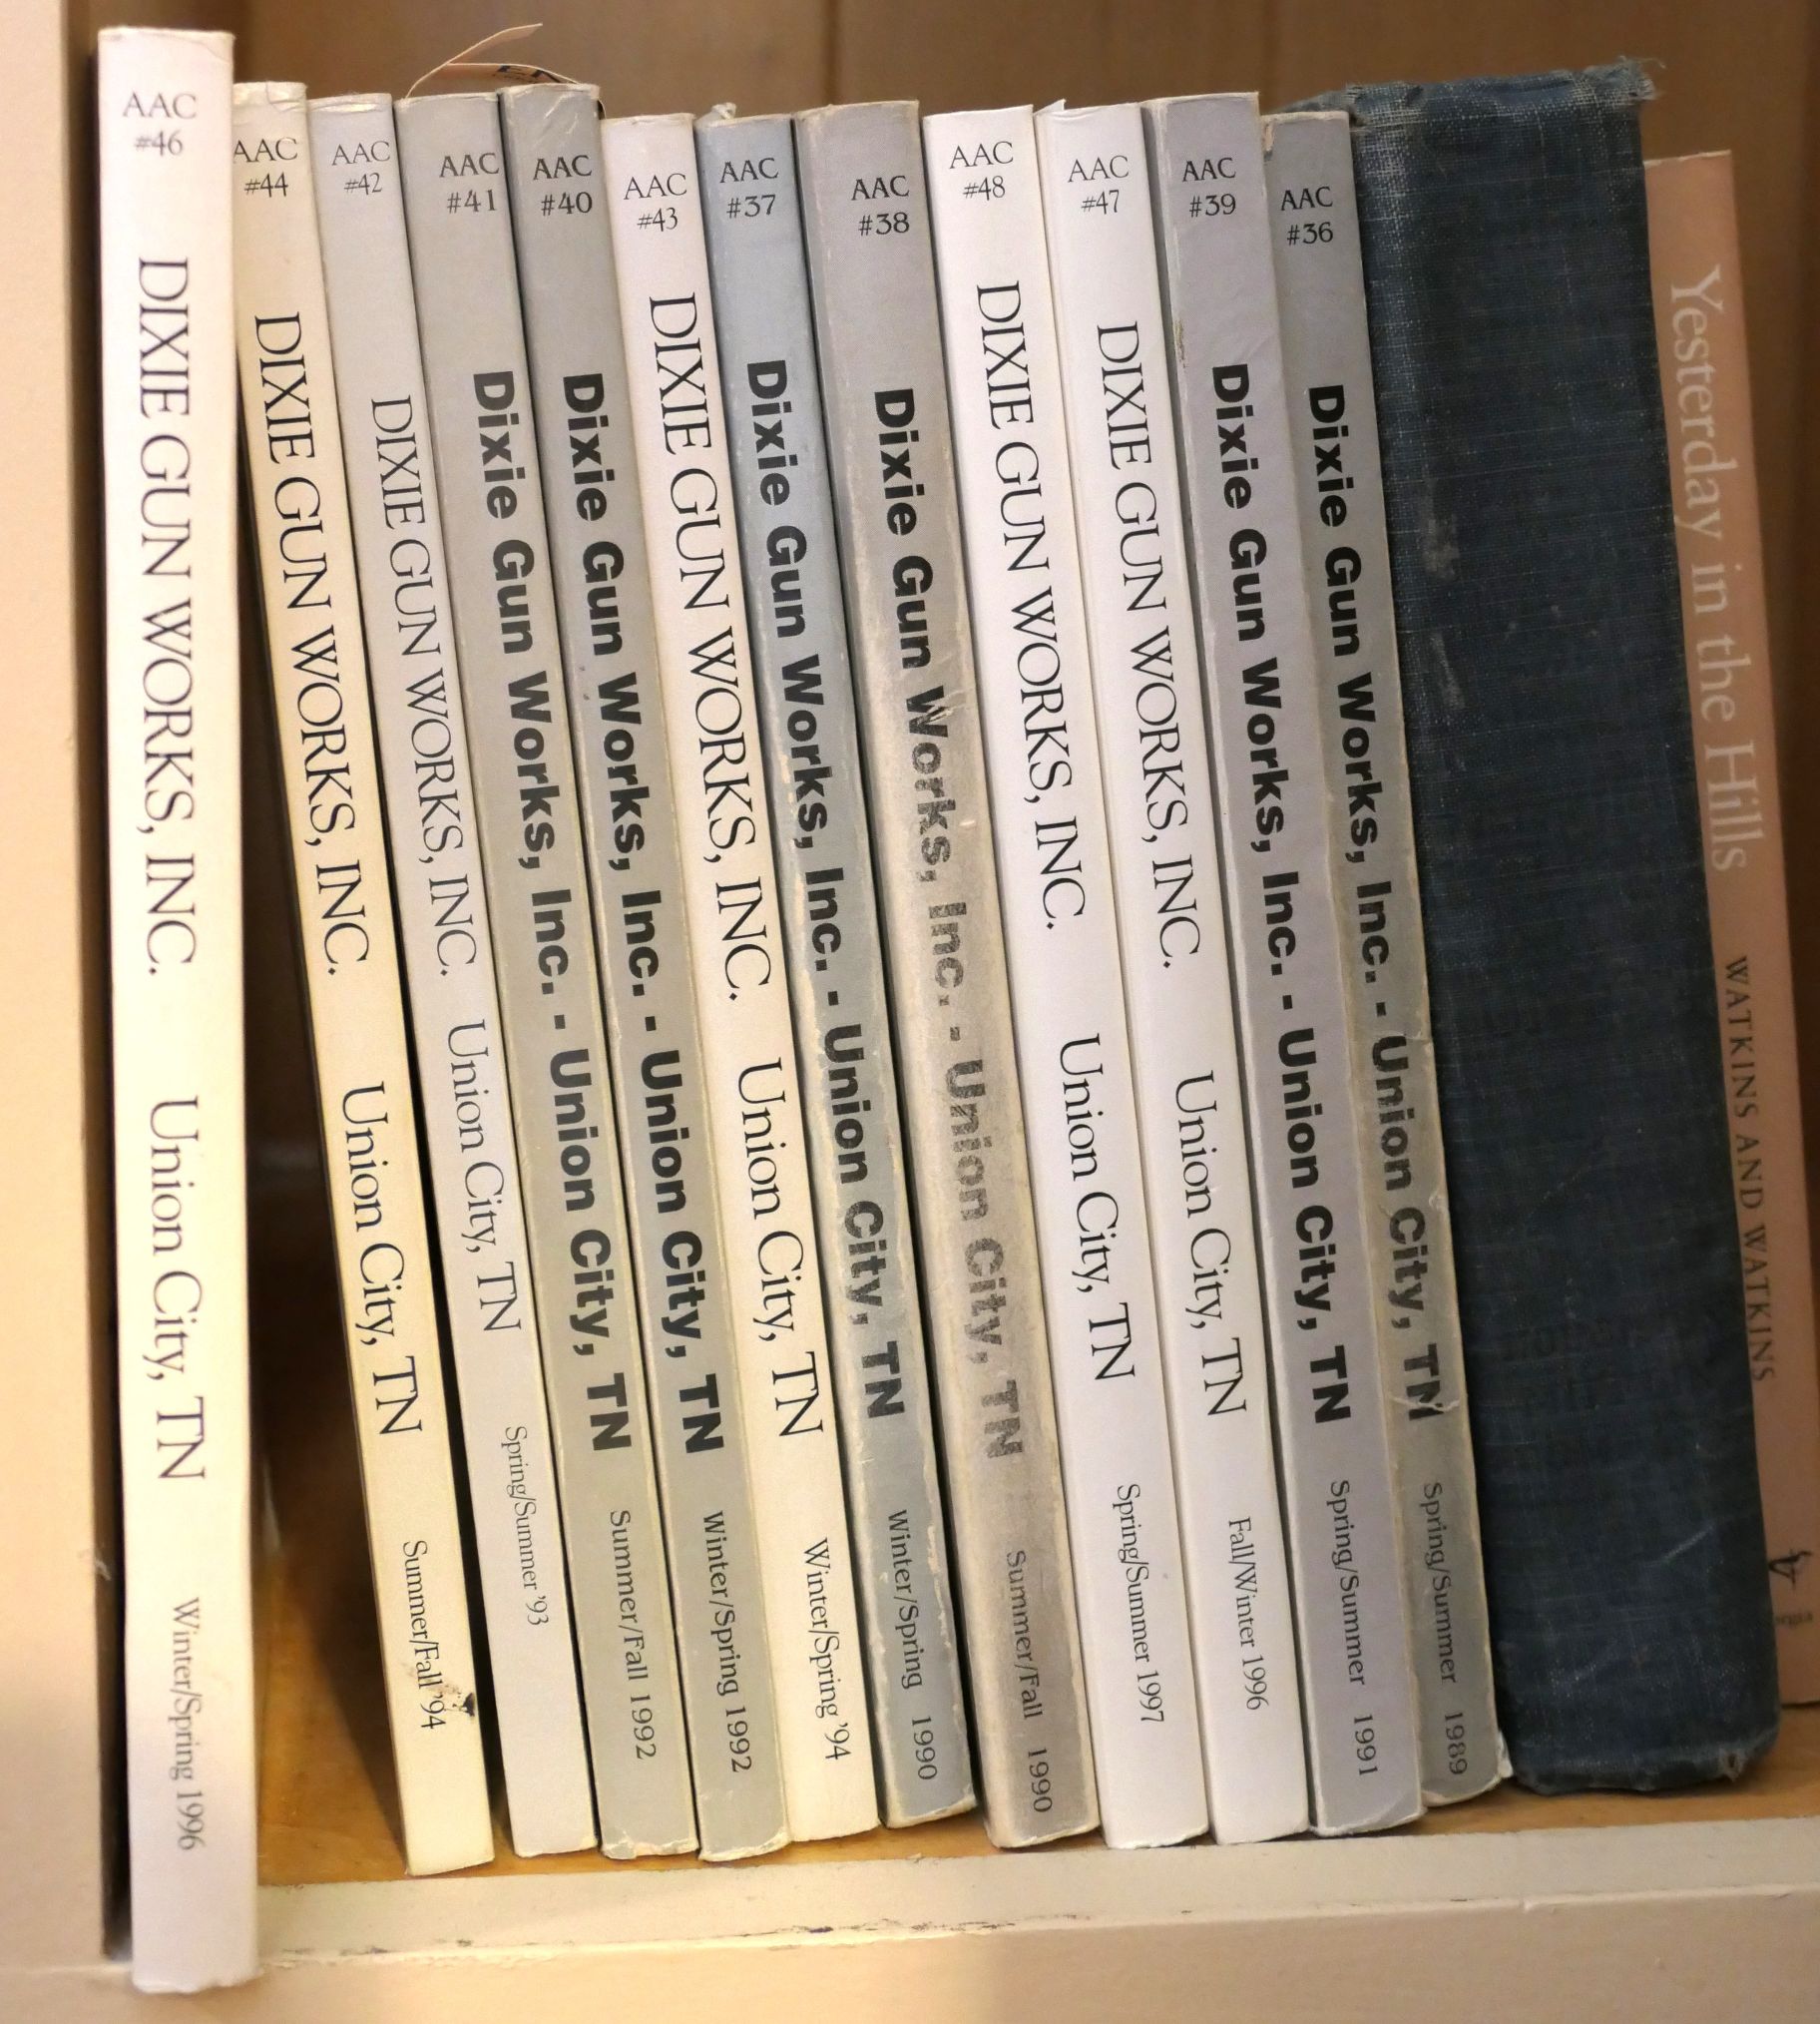 AAC
#46
DIXIE GUN WORKS, INC. Union City, TN Winter/Spring 1996
AAC
#44
DIXIE GUN WORKS, INC. Union City, TN Summer/Fall '94
AAC
#42
DIXIE GUN WORKS, INC. Union City, TN Spring/Summer '93
AAC
#41
Dixie Gun Works, Inc. - Union City, TN Summer/Fall 1992
AAC
#40
Dixie Gun Works, Inc. - Union City, TN Winter/Spring 1992
AAC
#43
DIXIE GUN WORKS, INC. Union City, TN Winter/Spring '94
AAC
#37
Dixie Gun Works, Inc. - Union City, TN Winter/Spring 1990
AAC
#38
Dixie Gun Works, Inc. - Union City, TN Summer/Fall 1990
AAC
#48
DIXIE GUN WORKS, INC. Union City, TN Spring/Summer 1997
AAC
#47
DIXIE GUN WORKS, INC. Union City, TN Fall/Winter 1996
AAC
#39
Dixie Gun Works, Inc. - Union City, TN Spring/Summer 1991
AAC
#36
Dixie Gun Works, Inc. - Union City, TN Spring/Summer 1989
Yesterday in the Hills WATKINS AND WATKINS